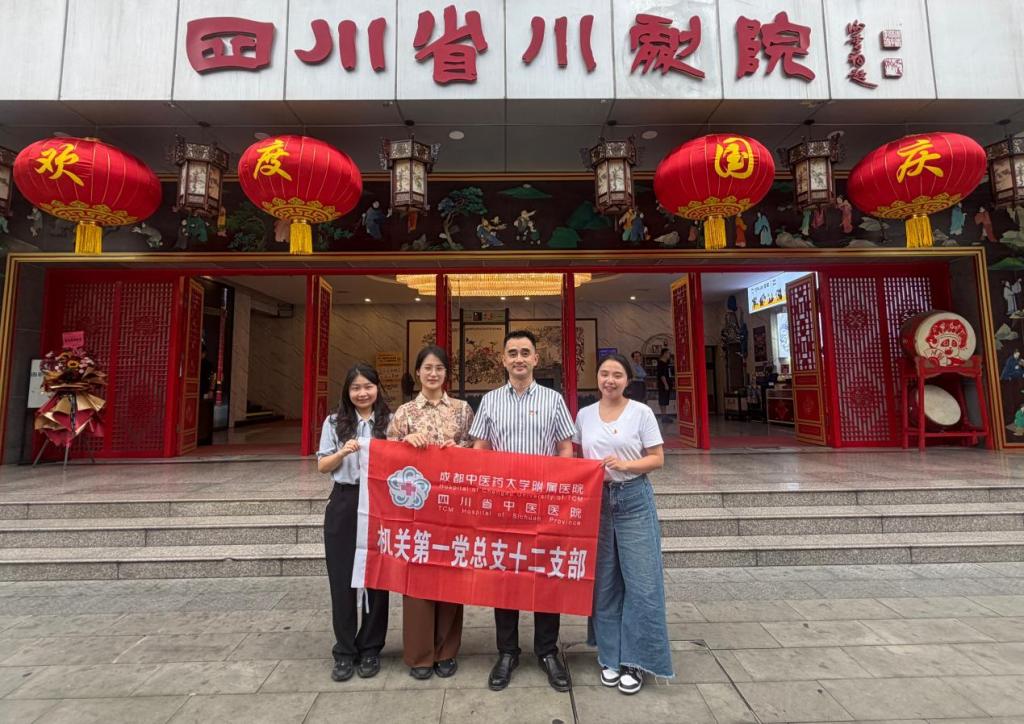 四川省川剧院
欢度国庆
成都中医药大学附属医院
Hospital of Chengdu University of TCM
四川省中医医院
TCM Hospital of Sichuan Province
机关第一党总支十二支部